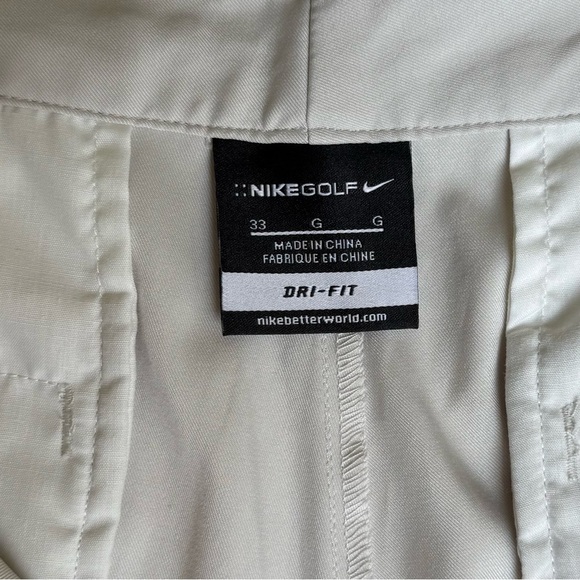 NIKEGOLF
33 G G
MADE IN CHINA
FABRIQUE EN CHINE
DRI-FIT
nikebetterworld.com